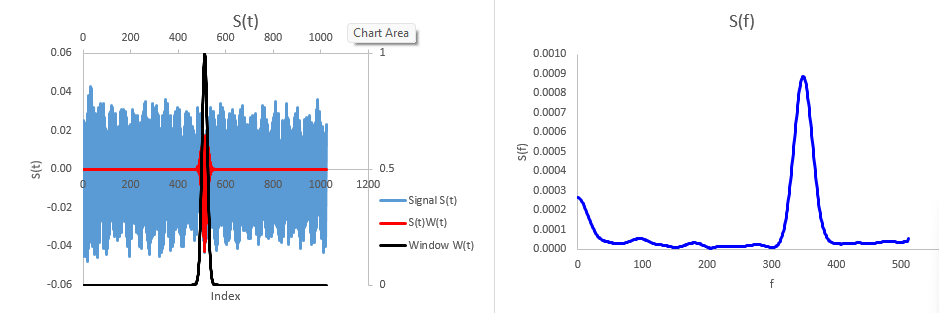 S(t)
0 200 400 600 800 1000
Chart Area
0.06
0.04
0.02
0.00
-0.02
-0.04
-0.06
S(t)
0 200 400 600 800 1000 1200
1
0.5
0
Signal S(t)
S(t)W(t)
Window W(t)
Index
S(f)
0.0010
0.0009
0.0008
0.0007
0.0006
0.0005
0.0004
0.0003
0.0002
0.0001
0.0000
S(f)
0 100 200 300 400 500
f